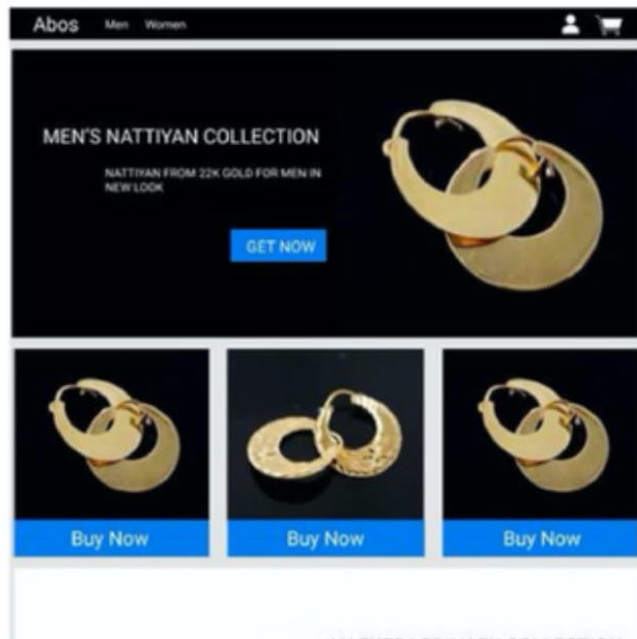 Abos Men Women
MEN'S NATTIYAN COLLECTION
NATTIYAN FROM 22K GOLD FOR MEN IN
NEW LOOK
GET NOW
Buy Now Buy Now Buy Now